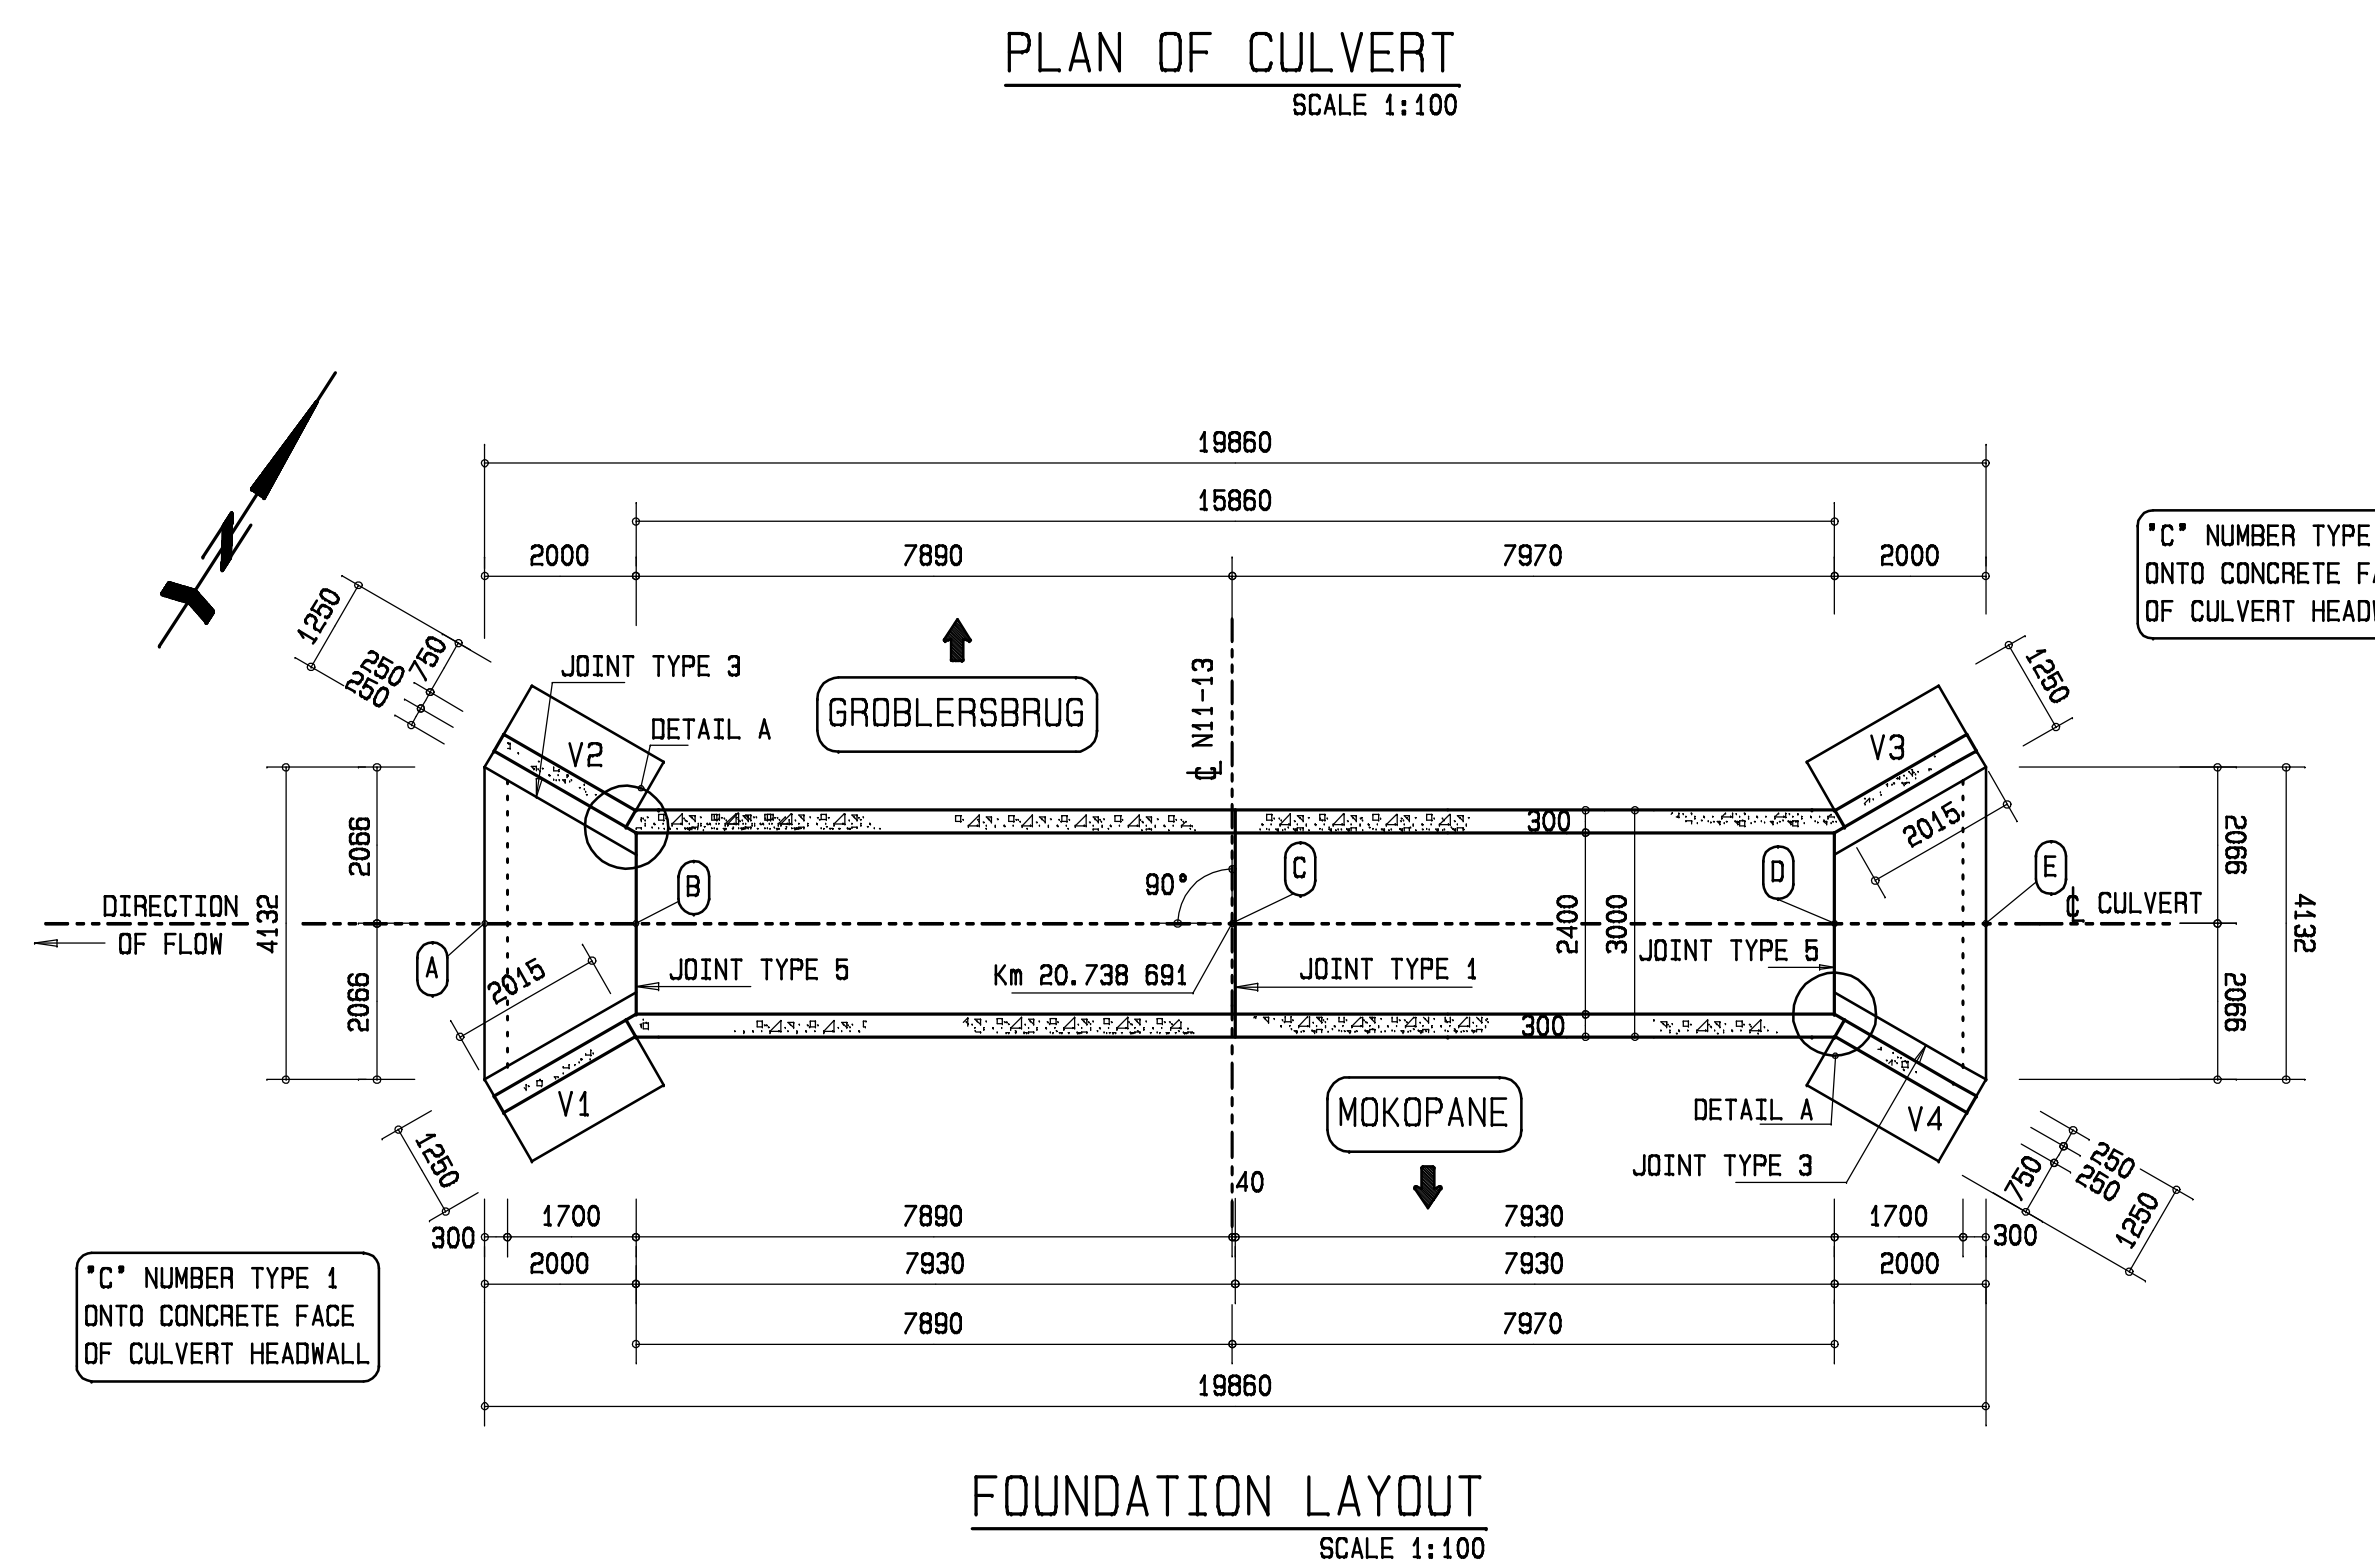 PLAN OF CULVERT
SCALE 1:100
19860
15860
2000
7890
7970
2000
"C" NUMBER TYPE
ONTO CONCRETE
OF CULVERT
1250
250
250
750
JOINT TYPE 3
DETAIL A
V2
GROBLERSBRUG
₵ N11-13
V3
1250
2015
300
2066
4132
2066
DIRECTION
OF FLOW
A
B
90°
C
D
E
2400
3000
₵ CULVERT
2066
4132
2066
2015
JOINT TYPE 5
Km 20.738 691
JOINT TYPE 1
JOINT TYPE 5
300
V1
1250
MOKOPANE
DETAIL A
V4
JOINT TYPE 3
750
250
250
1250
40
300
1700
7890
7930
1700
300
2000
7930
7930
2000
"C" NUMBER TYPE 1
ONTO CONCRETE FACE
OF CULVERT HEADWALL
7890
7970
19860
FOUNDATION LAYOUT
SCALE 1:100